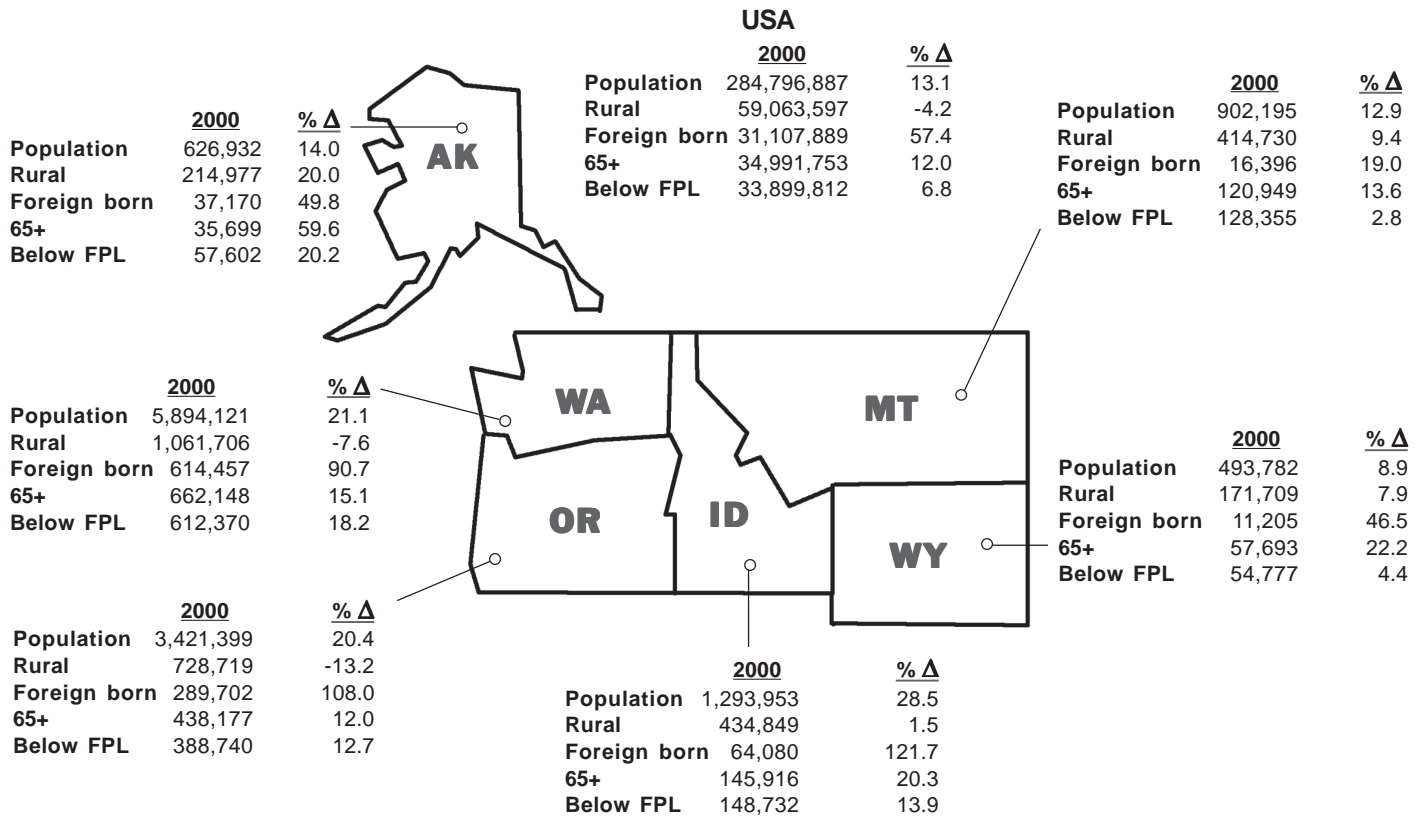 USA
2000 % Δ
Population 284,796,887 13.1
Rural 59,063,597 -4.2
Foreign born 31,107,889 57.4
65+ 34,991,753 12.0
Below FPL 33,899,812 6.8
2000 % Δ
Population 626,932 14.0
Rural 214,977 20.0
Foreign born 37,170 49.8
65+ 35,699 59.6
Below FPL 57,602 20.2
AK
2000 % Δ
Population 902,195 12.9
Rural 414,730 9.4
Foreign born 16,396 19.0
65+ 120,949 13.6
Below FPL 128,355 2.8
2000 % Δ
Population 5,894,121 21.1
Rural 1,061,706 -7.6
Foreign born 614,457 90.7
65+ 662,148 15.1
Below FPL 612,370 18.2
WA
MT
OR
ID
WY
2000 % Δ
Population 493,782 8.9
Rural 171,709 7.9
Foreign born 11,205 46.5
65+ 57,693 22.2
Below FPL 54,777 4.4
2000 % Δ
Population 3,421,399 20.4
Rural 728,719 -13.2
Foreign born 289,702 108.0
65+ 438,177 12.0
Below FPL 388,740 12.7
2000 % Δ
Population 1,293,953 28.5
Rural 434,849 1.5
Foreign born 64,080 121.7
65+ 145,916 20.3
Below FPL 148,732 13.9